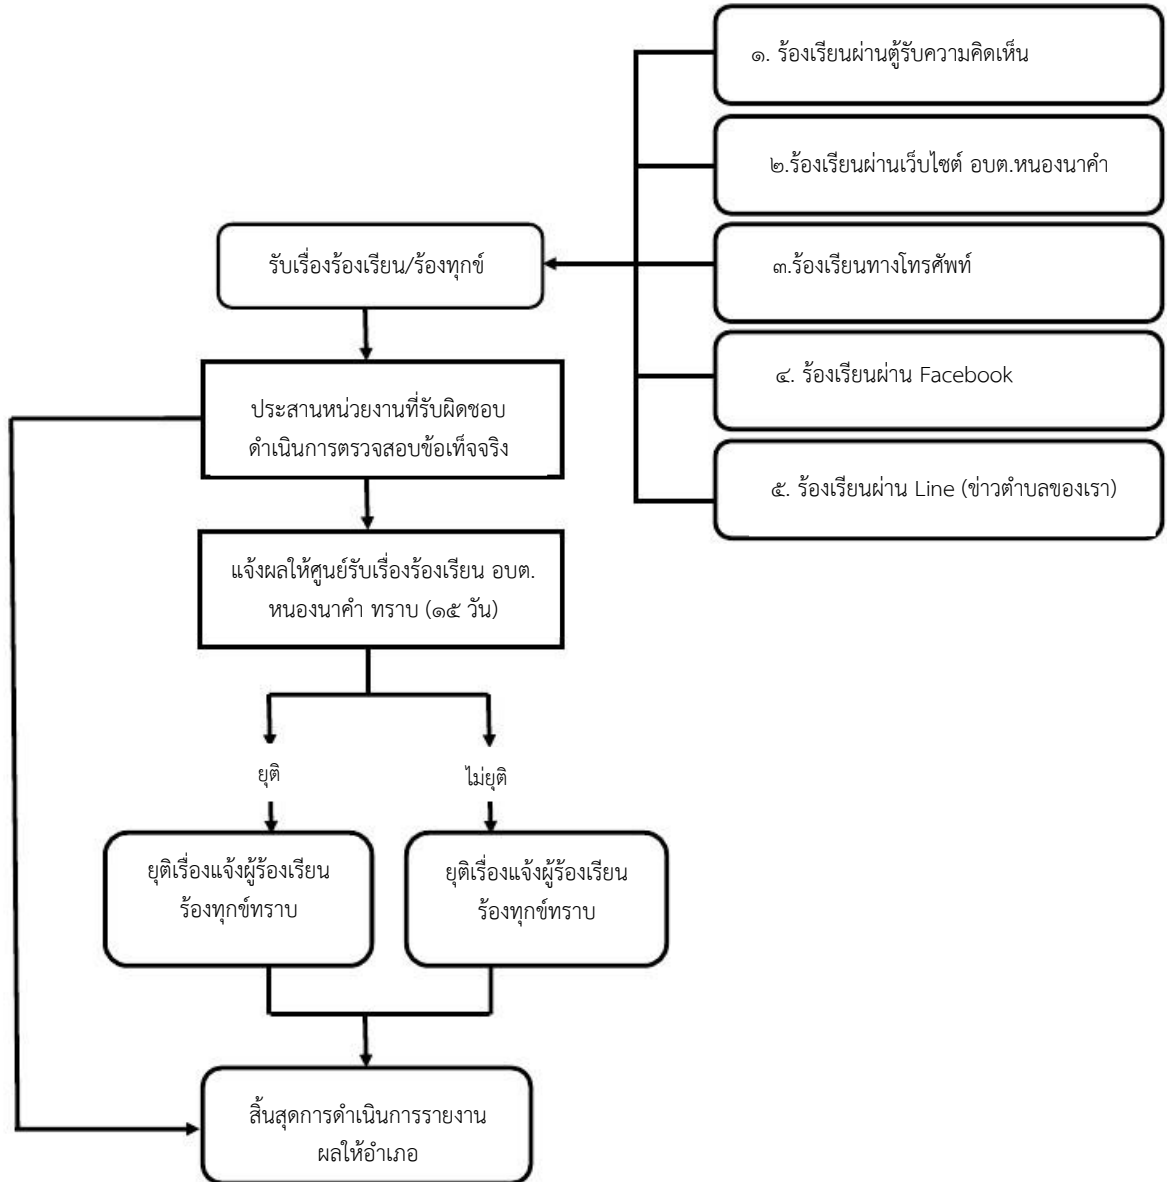 ๑. ร้องเรียนผ่านตู้รับความคิดเห็น
๒.ร้องเรียนผ่านเว็บไซต์ อบต.หนองนาคำ
รับเรื่องร้องเรียน/ร้องทุกข์
๓.ร้องเรียนทางโทรศัพท์
๔. ร้องเรียนผ่าน Facebook
ประสานหน่วยงานที่รับผิดชอบ
ดำเนินการตรวจสอบข้อเท็จจริง
๕. ร้องเรียนผ่าน Line (ข่าวตำบลของเรา)
แจ้งผลให้ศูนย์รับเรื่องร้องเรียน อบต.
หนองนาคำ ทราบ (๑๕ วัน)
ยุติ
ไม่ยุติ
ยุติเรื่องแจ้งผู้ร้องเรียน
ร้องทุกข์ทราบ
ยุติเรื่องแจ้งผู้ร้องเรียน
ร้องทุกข์ทราบ
สิ้นสุดการดำเนินการรายงาน
ผลให้อำเภอ